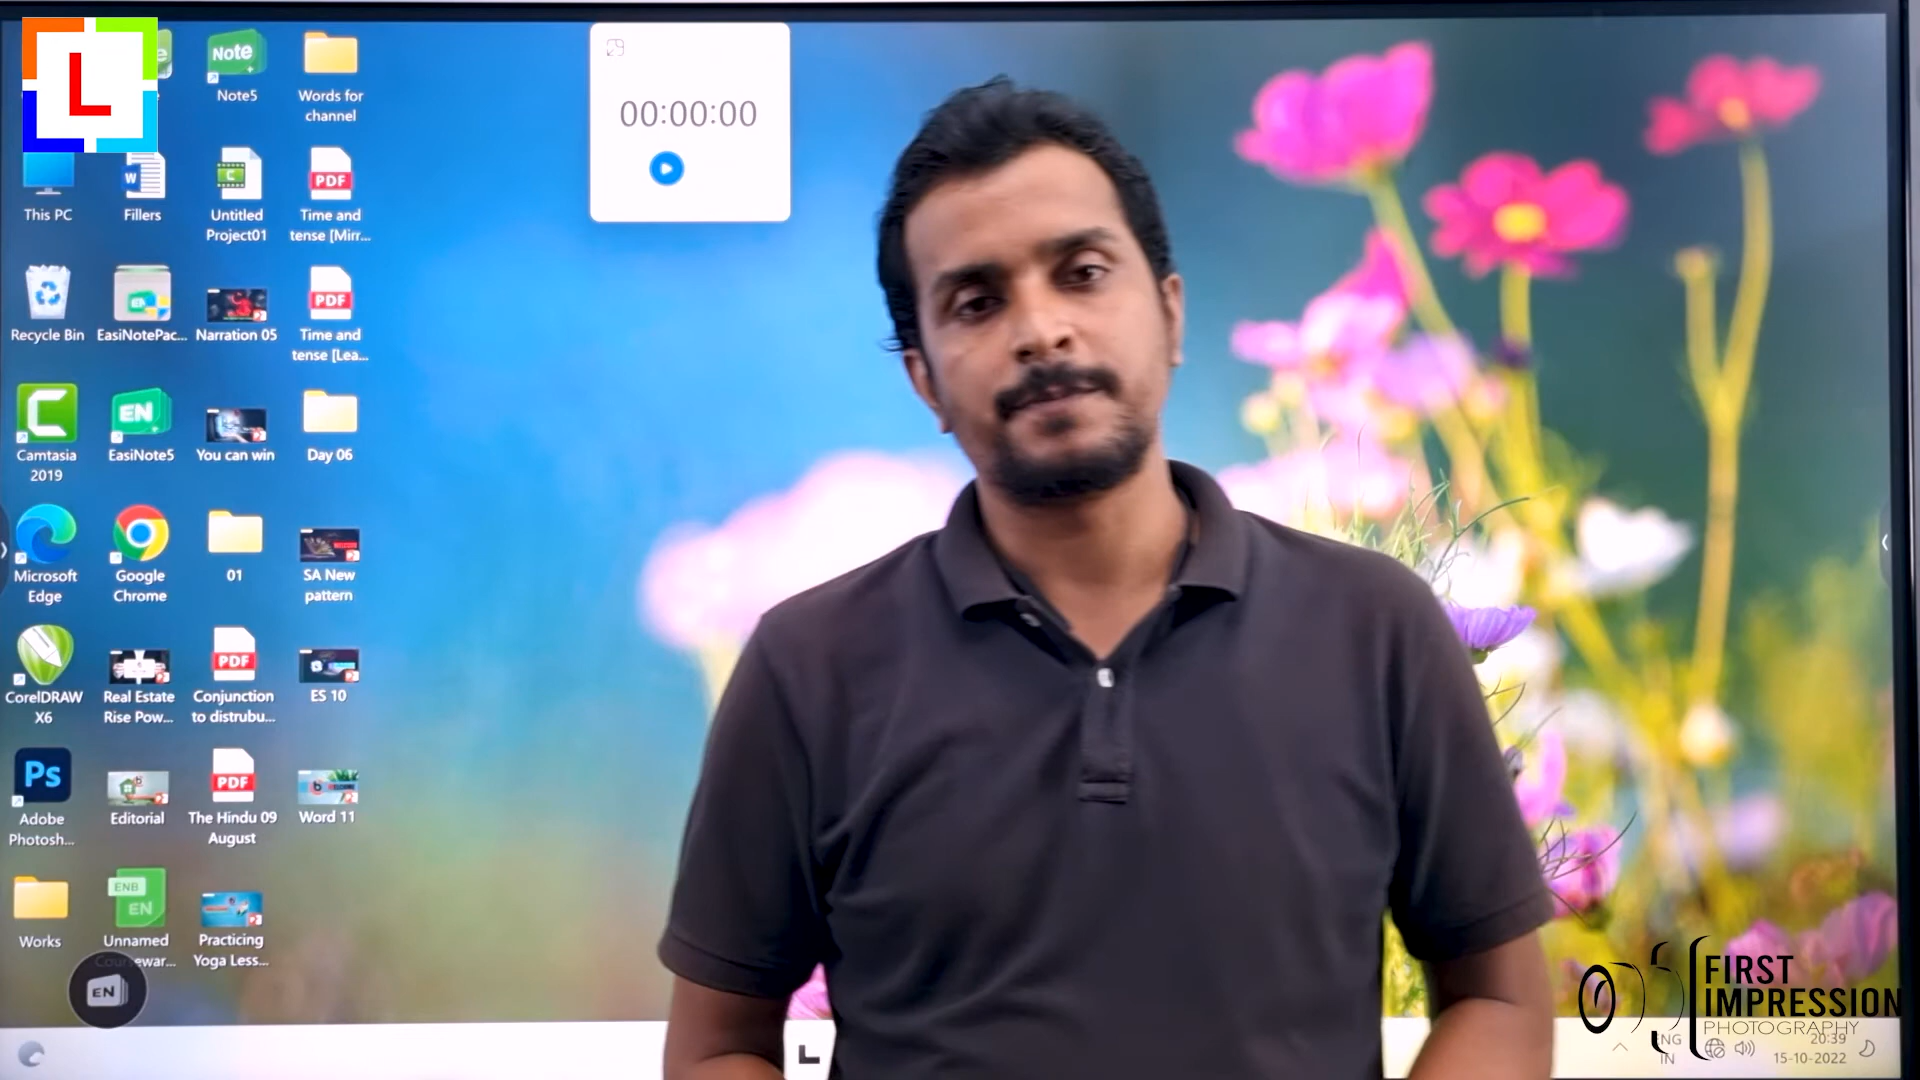 L
Note5
Words for
channel
00:00:00
This PC
Fillers
Untitled
Project01
Time and
tense [Mirr...
Recycle Bin
EasiNotePac...
Narration 05
Time and
tense [Lea...
Camtasia
2019
EasiNote5
You can win
Day 06
Microsoft
Edge
Google
Chrome
01
SA New
pattern
CorelDRAW
X6
Real Estate
Rise Pow...
Conjunction
to distrubu...
ES 10
Adobe
Photosh...
Editorial
The Hindu 09
August
Word 11
Works
Unnamed
Coursewar...
Practicing
Yoga Less...
Note
W
C
PDF
PDF
EN
PDF
Ps
PDF
ENB
EN
EN
FIRST
IMPRESSION
PHOTOGRAPHY
ENG
IN
20:39
15-10-2022